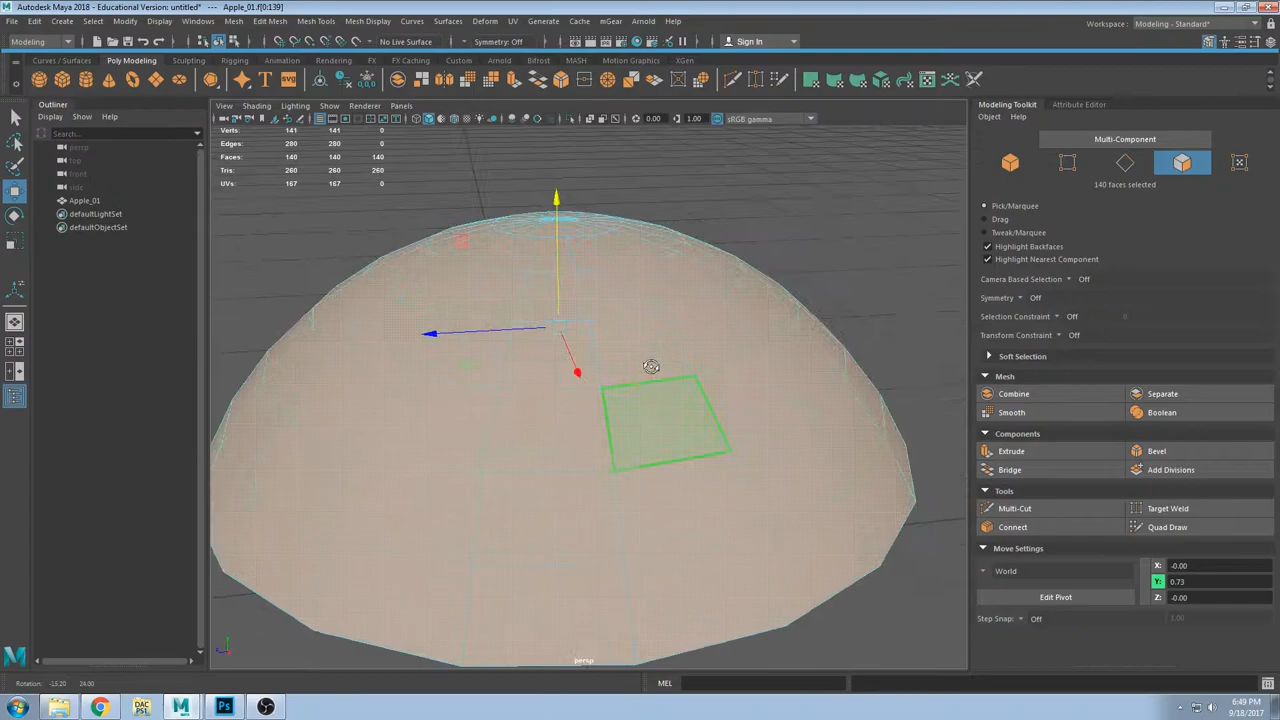 Autodesk Maya 2018 - Educational Version: untitled* --- Apple_01.f[0:139]
File Edit Create Select Modify Display Windows Mesh Edit Mesh Mesh Tools Mesh Display Curves Surfaces Deform UV Generate Cache mGear Arnold Help
Workspace : Modeling - Standard*
Modeling No Live Surface Symmetry: Off Sign In
Curves / Surfaces Poly Modeling Sculpting Rigging Animation Rendering FX FX Caching Custom Arnold Bifrost MASH Motion Graphics XGen
T SVG
Outliner
Display Show Help
Search...
persp
top
front
side
Apple_01
defaultLightSet
defaultObjectSet
View Shading Lighting Show Renderer Panels
0.00 1.00 sRGB gamma
Verts: 141 141 0
Edges: 280 280 0
Faces: 140 140 140
Tris: 260 260 260
UVs: 167 167 0
persp
Modeling Toolkit Attribute Editor
Object Help
Multi-Component
140 faces selected
Pick/Marquee
Drag
Tweak/Marquee
Highlight Backfaces
Highlight Nearest Component
Camera Based Selection Off
Symmetry Off
Selection Constraint Off 0
Transform Constraint Off
Soft Selection
Mesh
Combine Separate
Smooth Boolean
Components
Extrude Bevel
Bridge Add Divisions
Tools
Multi-Cut Target Weld
Connect Quad Draw
Move Settings
World
X: -0.00
Y: 0.73
Edit Pivot
Z: -0.00
Step Snap: Off 1.00
Rotation: -15.20 24.00
MEL
DAC
PS1
Ps
6:49 PM
9/18/2017